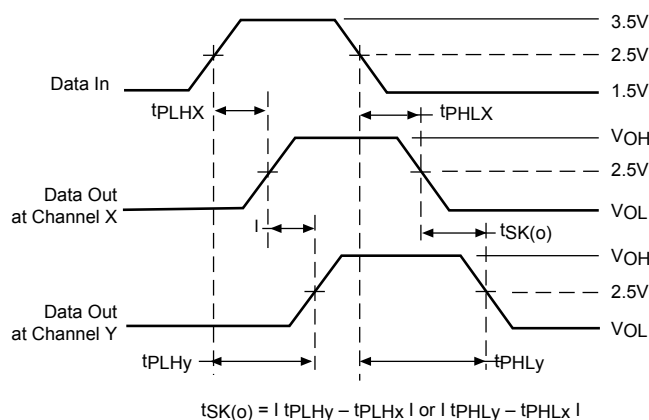 3.5V
2.5V
Data In
1.5V
tPLHX
tPHLX
VOH
2.5V
Data Out
at Channel X
VOL
I
tSK(o)
VOH
2.5V
Data Out
at Channel Y
VOL
tPLHy
tPHLy
tSK(o) = I tPLHy – tPLHx I or I tPHLy – tPHLx I